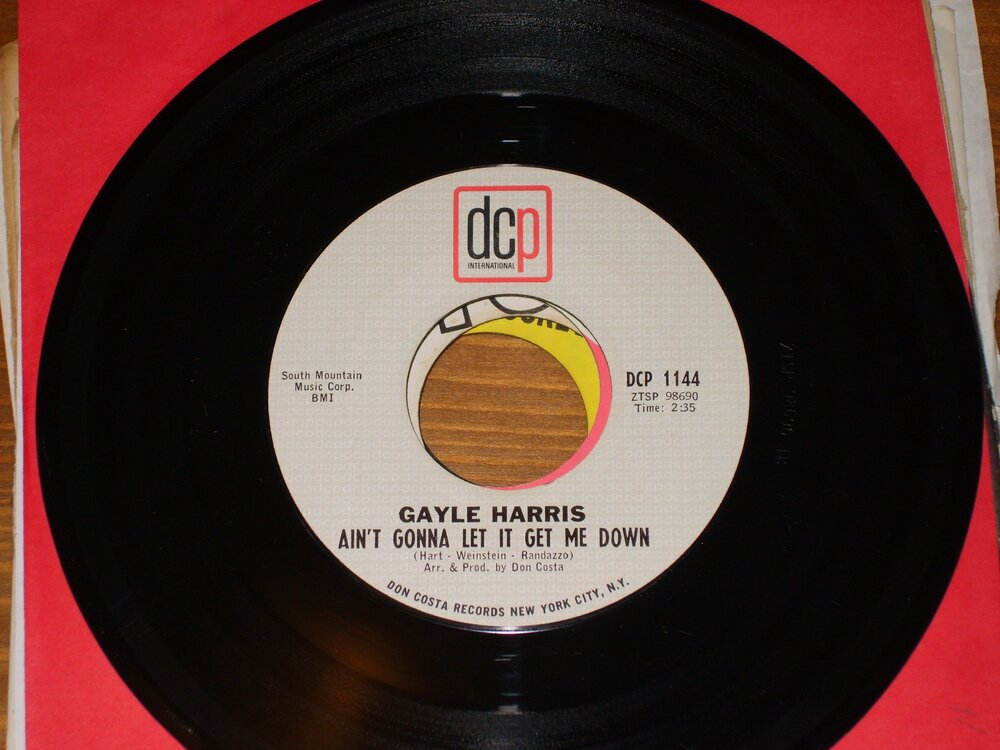 dcp
INTERNATIONAL
South Mountain
Music Corp.
BMI
DCP 1144
ZTSP 98690
Time: 2:35
GAYLE HARRIS
AIN'T GONNA LET IT GET ME DOWN
(Hart - Weinstein - Randazzo)
Arr. & Prod. by Don Costa
DON COSTA RECORDS NEW YORK CITY, N.Y.